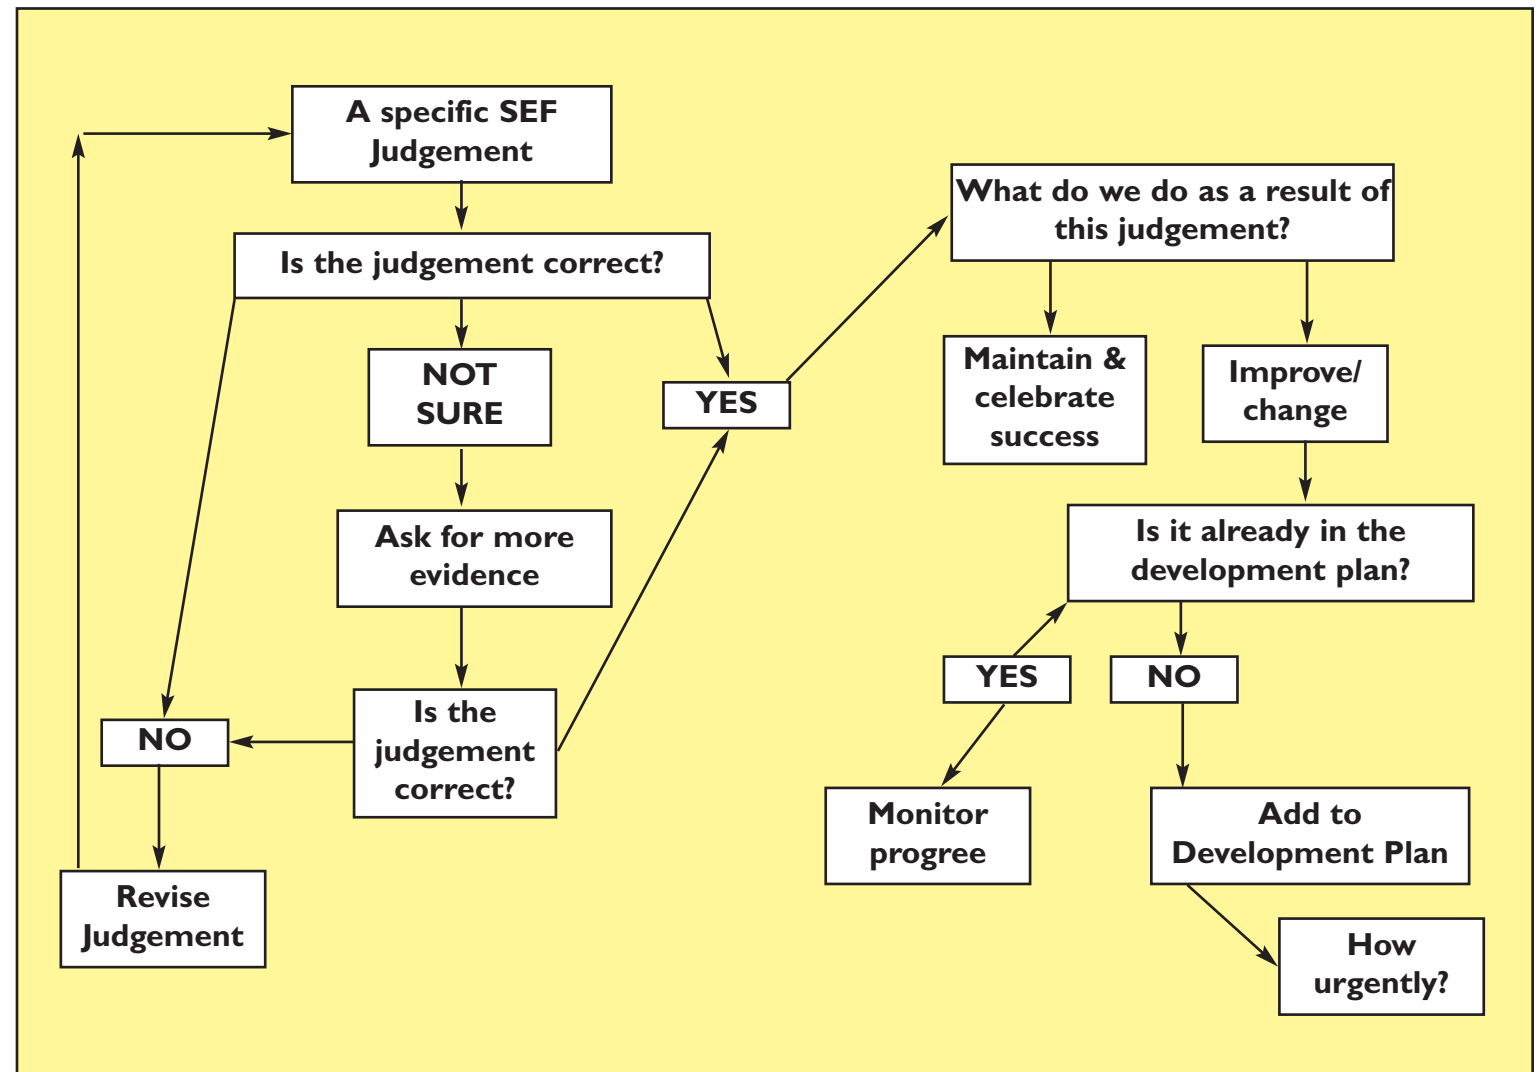 A specific SEF
Judgement
Is the judgement correct?
NOT
SURE
YES
Ask for more
evidence
Is the
judgement
correct?
NO
Revise
Judgement
What do we do as a result of
this judgement?
Maintain &
celebrate
success
Improve/
change
Is it already in the
development plan?
YES
NO
Monitor
progree
Add to
Development Plan
How
urgently?